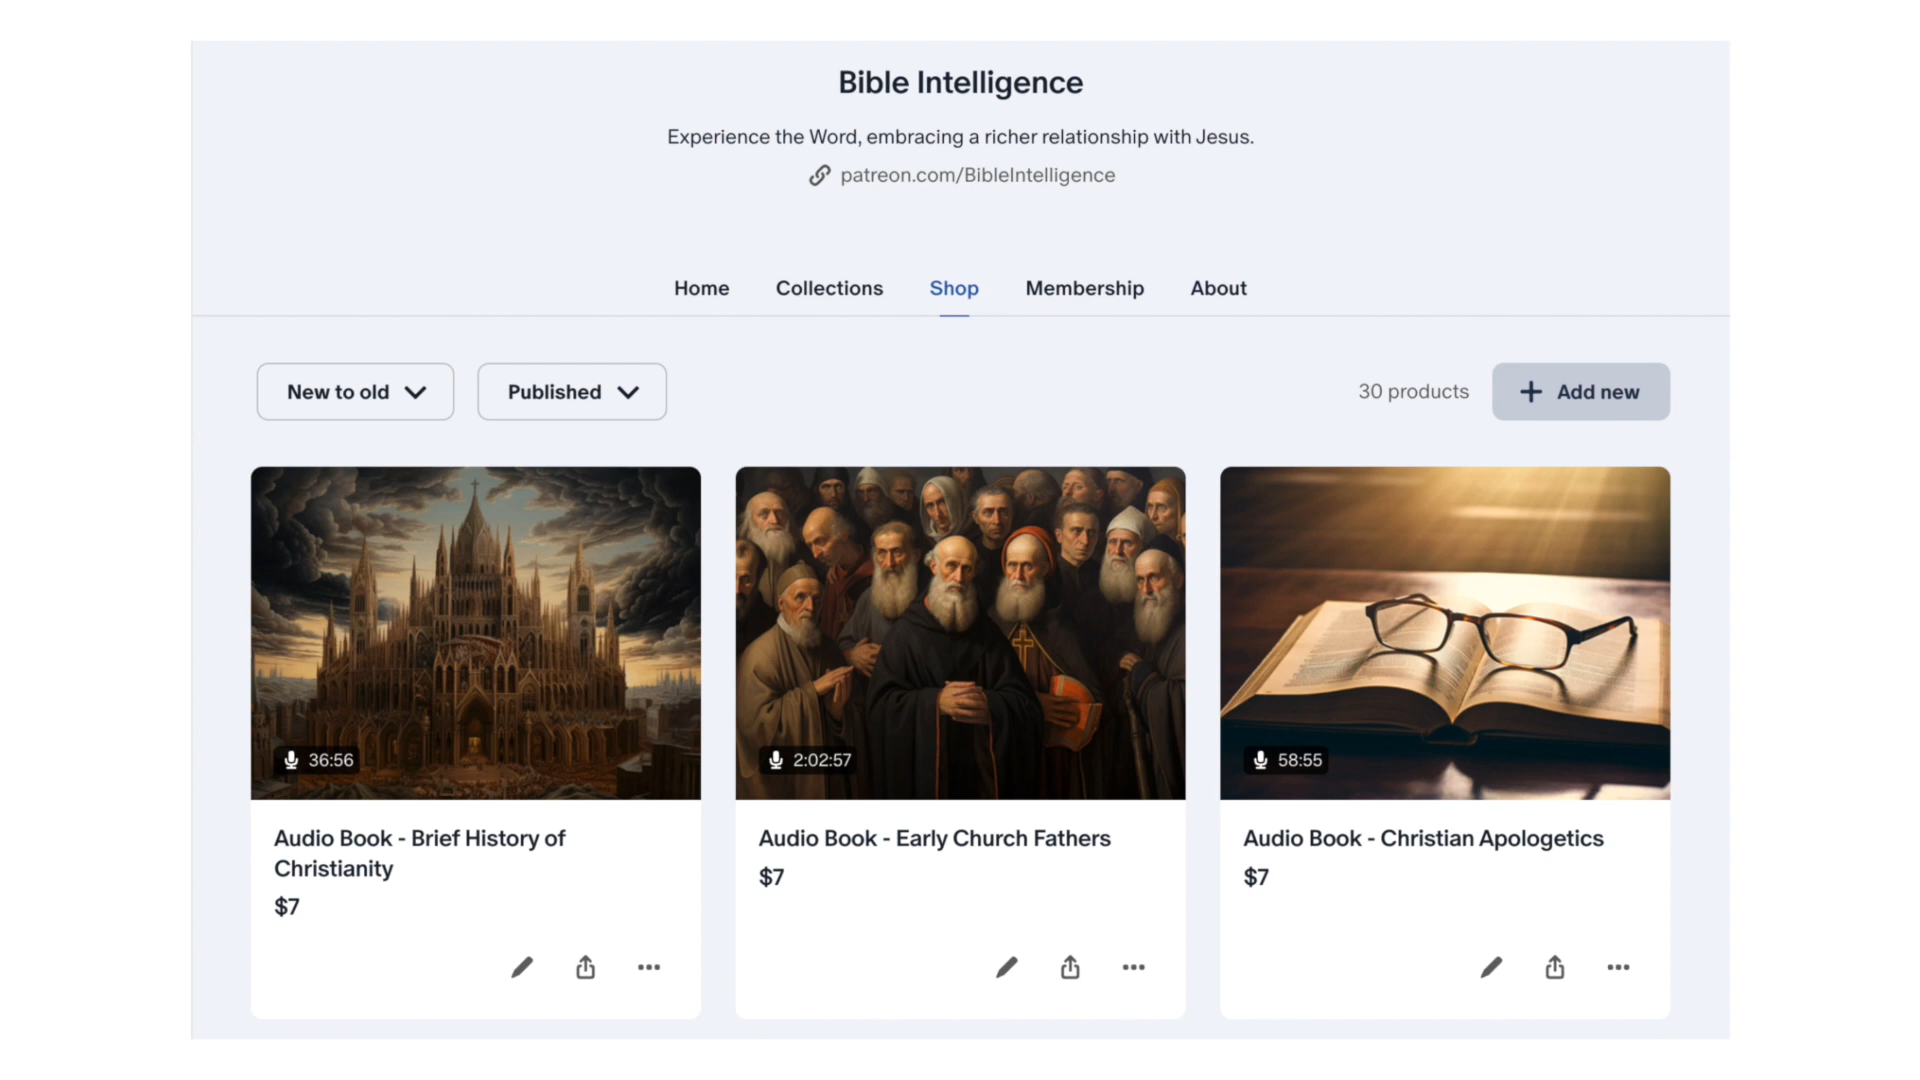 Bible Intelligence
Experience the Word, embracing a richer relationship with Jesus.
patreon.com/BibleIntelligence
Home Collections Shop Membership About
New to old Published 30 products Add new
36:56 2:02:57 58:55
Audio Book - Brief History of
Christianity
$7
Audio Book - Early Church Fathers
$7
Audio Book - Christian Apologetics
$7